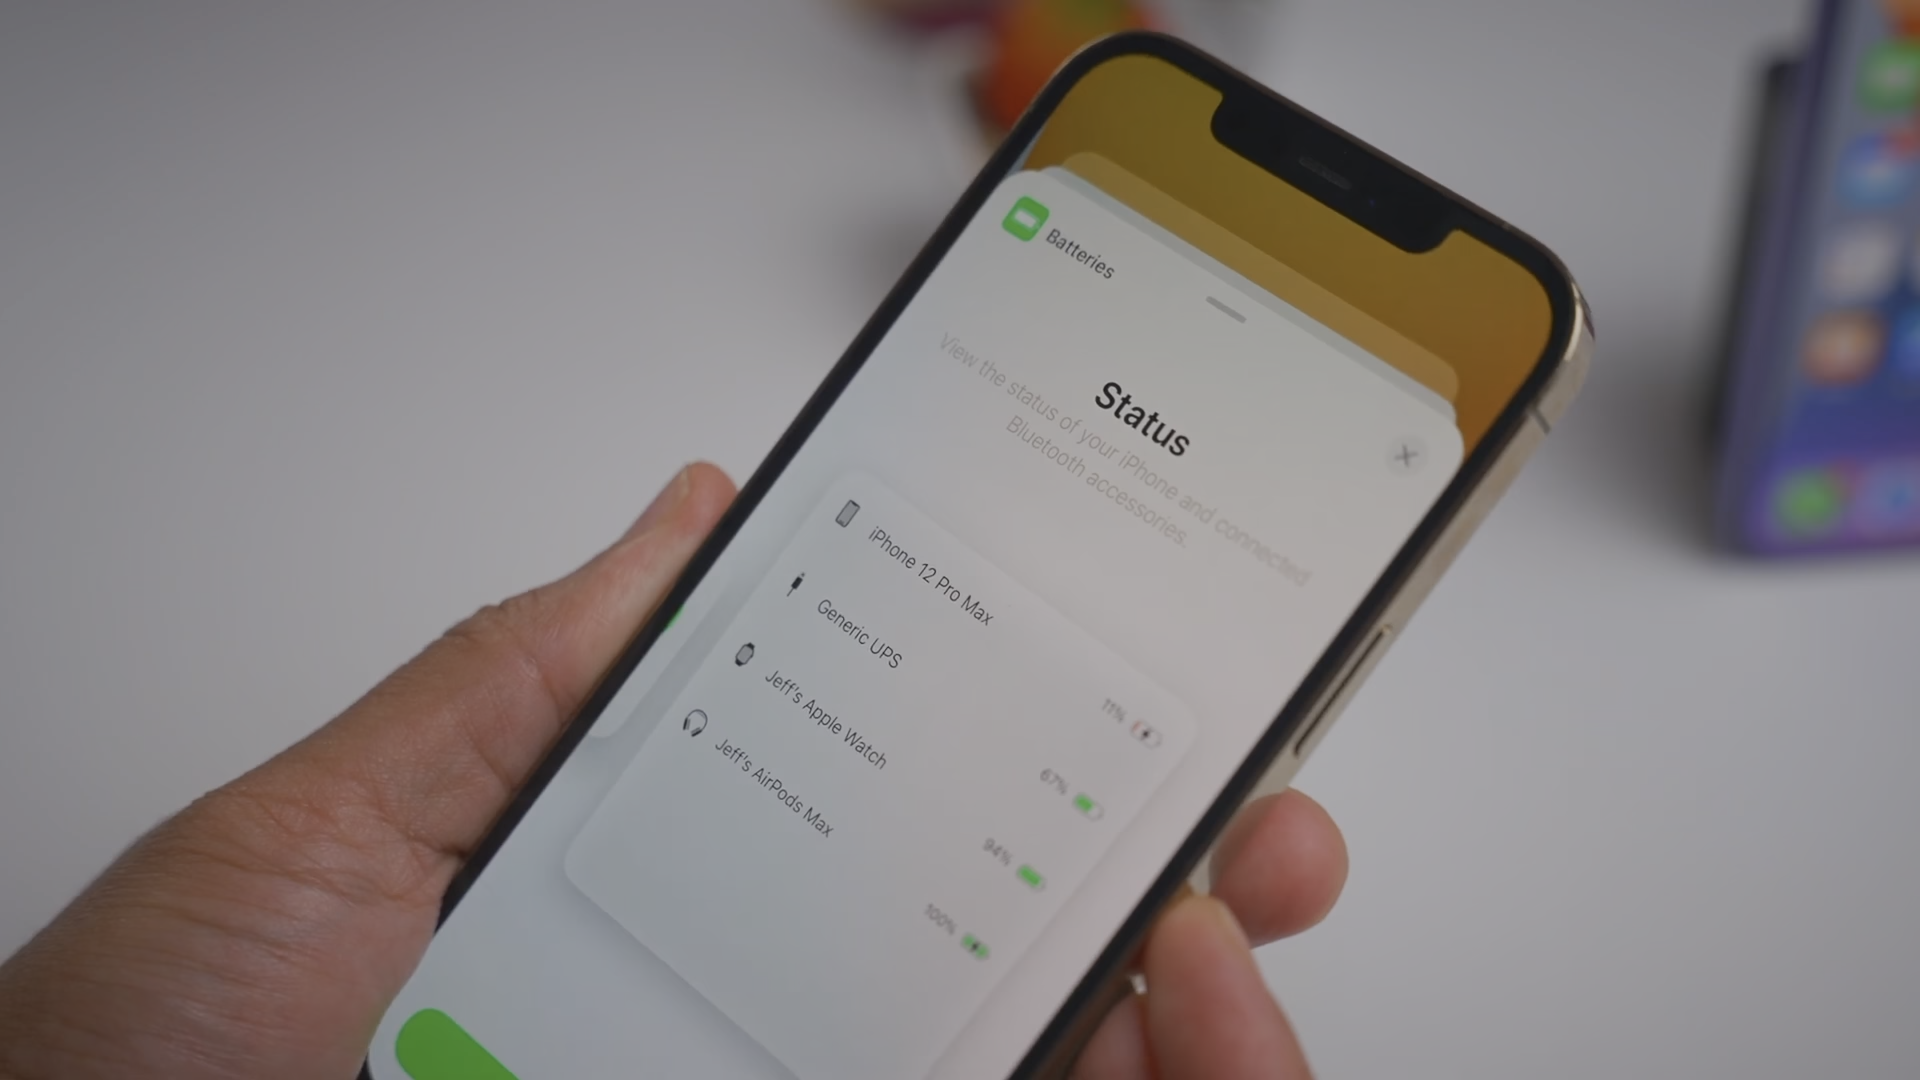 Batteries
Status
View the status of your iPhone and connected
Bluetooth accessories.
iPhone 12 Pro Max 11%
Generic UPS 67%
Jeff's Apple Watch 94%
Jeff's AirPods Max 100%